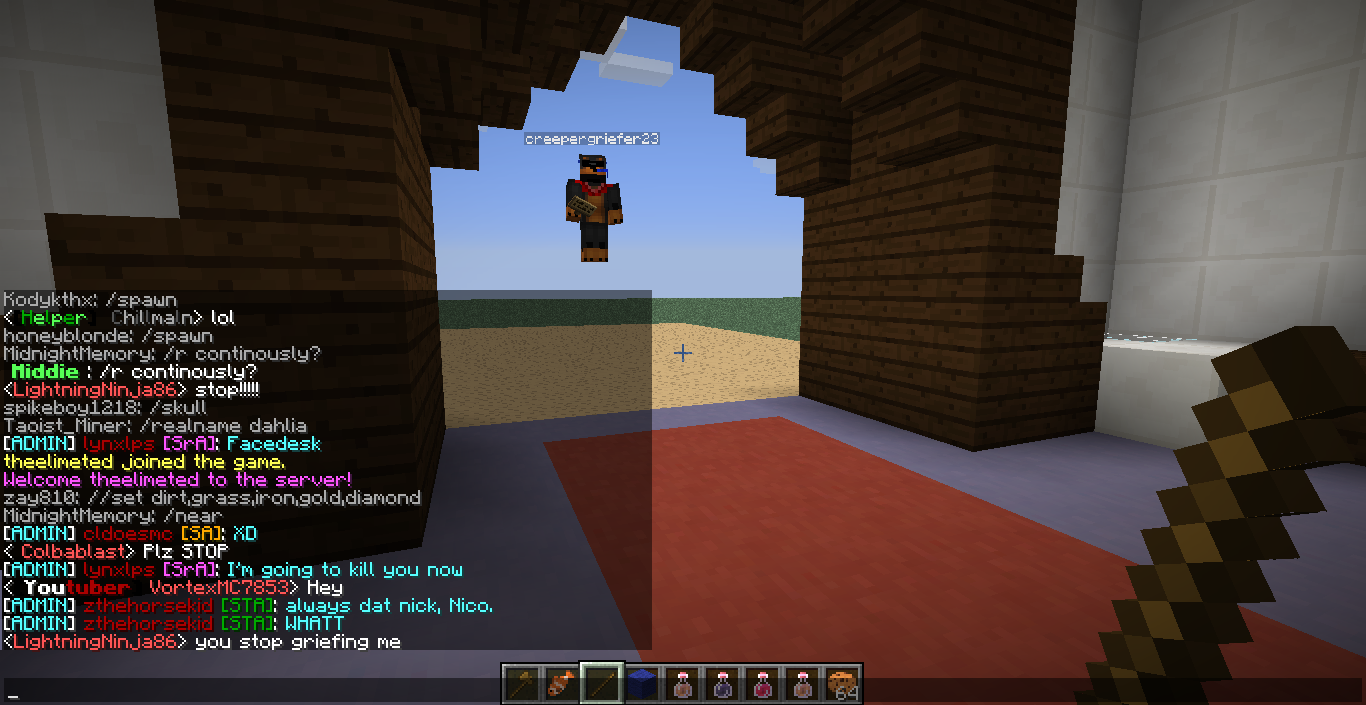 creepergriefer23
Kodykthx: /spawn
< Helper Chillmaln> lol
honeyblonde: /spawn
MidnightMemory: /r continously?
Middie : /r continously?
<LightningNinja86> stop!!!!!
spikeboy1218: /skull
Taoist_Miner: /realname dahlia
[ADMIN] lynxlps [SrA]: Facedesk
theelimeted joined the game.
Welcome theelimeted to the server!
zay810: //set dirt,grass,iron,gold,diamond
MidnightMemory: /near
[ADMIN] cldoesmc [SA]: XD
< Colbablast> Plz STOP
[ADMIN] lynxlps [SrA]: I'm going to kill you now
< Youtuber VortexMC7853> Hey
[ADMIN] zthehorsekid [STA]: always dat nick, Nico.
[ADMIN] zthehorsekid [STA]: WHATT
<LightningNinja86> you stop griefing me
_
64